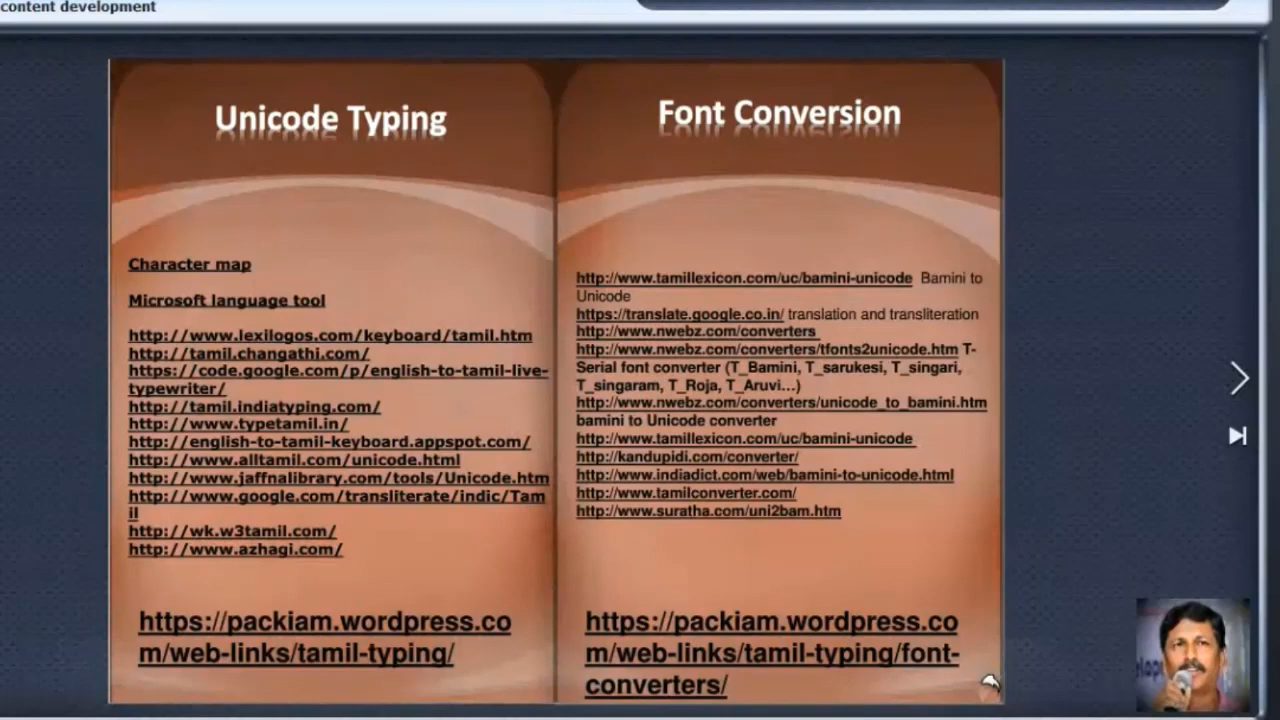 content development
Unicode Typing
Character map
Microsoft language tool
http://www.lexilogos.com/keyboard/tamil.htm
http://tamil.changathi.com/
https://code.google.com/p/english-to-tamil-live-
typewriter/
http://tamil.indiatyping.com/
http://www.typetamil.in/
http://english-to-tamil-keyboard.appspot.com/
http://www.alltamil.com/unicode.html
http://www.jaffnalibrary.com/tools/Unicode.htm
http://www.google.com/transliterate/indic/Tam
il
http://wk.w3tamil.com/
http://www.azhagi.com/
https://packiam.wordpress.co
m/web-links/tamil-typing/
Font Conversion
http://www.tamillexicon.com/uc/bamini-unicode Bamini to
Unicode
https://translate.google.co.in/ translation and transliteration
http://www.nwebz.com/converters
http://www.nwebz.com/converters/tfonts2unicode.htm T-
Serial font converter (T_Bamini, T_sarukesi, T_singari,
T_singaram, T_Roja, T_Aruvi...)
http://www.nwebz.com/converters/unicode_to_bamini.htm
bamini to Unicode converter
http://www.tamillexicon.com/uc/bamini-unicode
http://kandupidi.com/converter/
http://www.indiadict.com/web/bamini-to-unicode.html
http://www.tamilconverter.com/
http://www.suratha.com/uni2bam.htm
https://packiam.wordpress.co
m/web-links/tamil-typing/font-
converters/